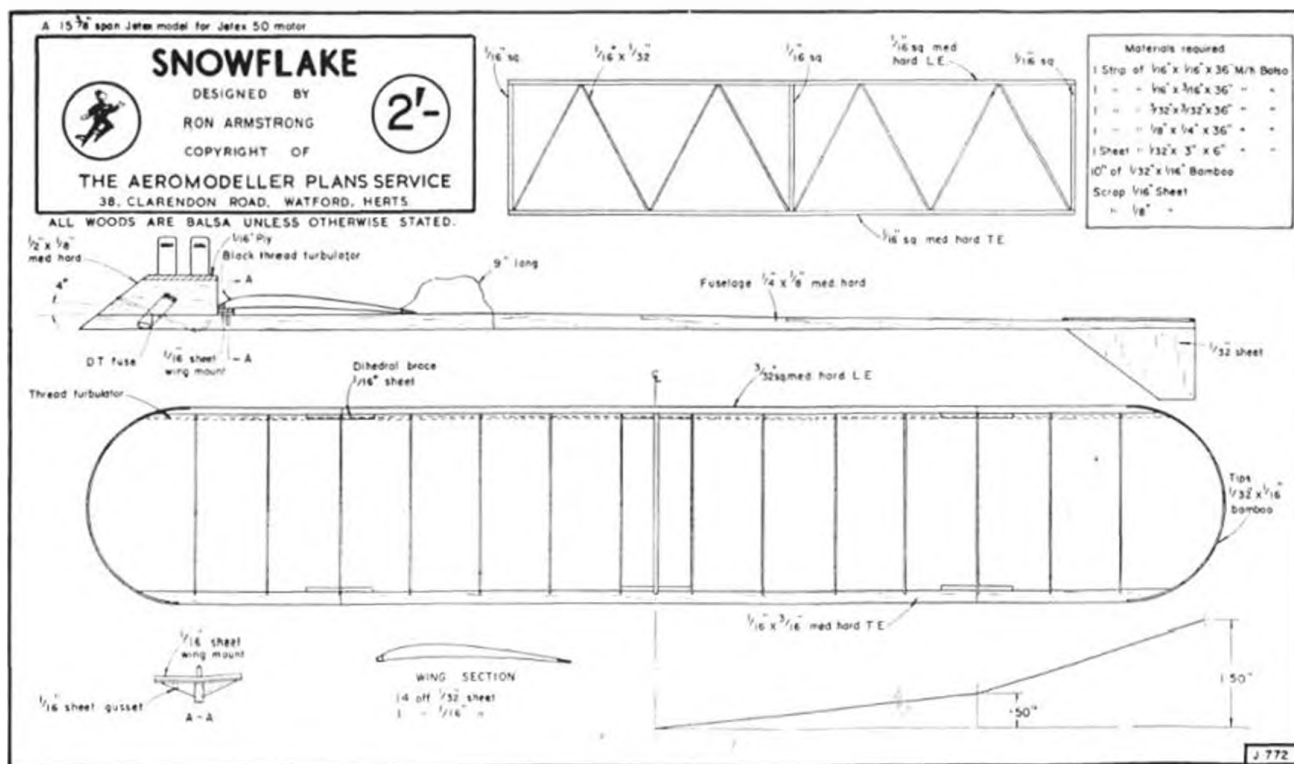 A 15 3/8" span Jetex model for Jetex 50 motor
SNOWFLAKE
DESIGNED BY
RON ARMSTRONG
COPYRIGHT OF
THE AEROMODELLER PLANS SERVICE
38, CLARENDON ROAD, WATFORD, HERTS
2'-
ALL WOODS ARE BALSA UNLESS OTHERWISE STATED.
1/16" sq.
1/16" x 1/32"
1/16" sq
1/16" sq med
hard L.E.
1/16" sq
1/16" sq med hard T.E.
Materials required
1 Strip of 1/16" x 1/16" x 36" M/h Balsa
1 " " 1/16" x 3/16" x 36" " "
1 " " 3/32" x 3/32" x 36" " "
1 " " 1/8" x 1/4" x 36" " "
1 Sheet " 1/32" x 3" x 6" " "
10" of 1/32" x 1/16" Bamboo
Scrap 1/16" Sheet
" 1/8" "
1/2" x 1/8"
med hard
1/16" Ply
Black thread turbulator
A
4°
9" long
Fuselage 1/4" x 1/8" med. hard
DT fuse
1/16" sheet
wing mount
A
1/32" sheet
Thread turbulator
Dihedral brace
1/16" sheet
3/32" sq med hard L.E.
Tips
1/32" x 1/16"
bamboo
1/16" x 3/16" med hard T.E.
1/16" sheet
wing mount
1/16" sheet gusset
A-A
WING SECTION
14 off 1/32" sheet
1 " 1/16" "
.50"
1.50"
J 772